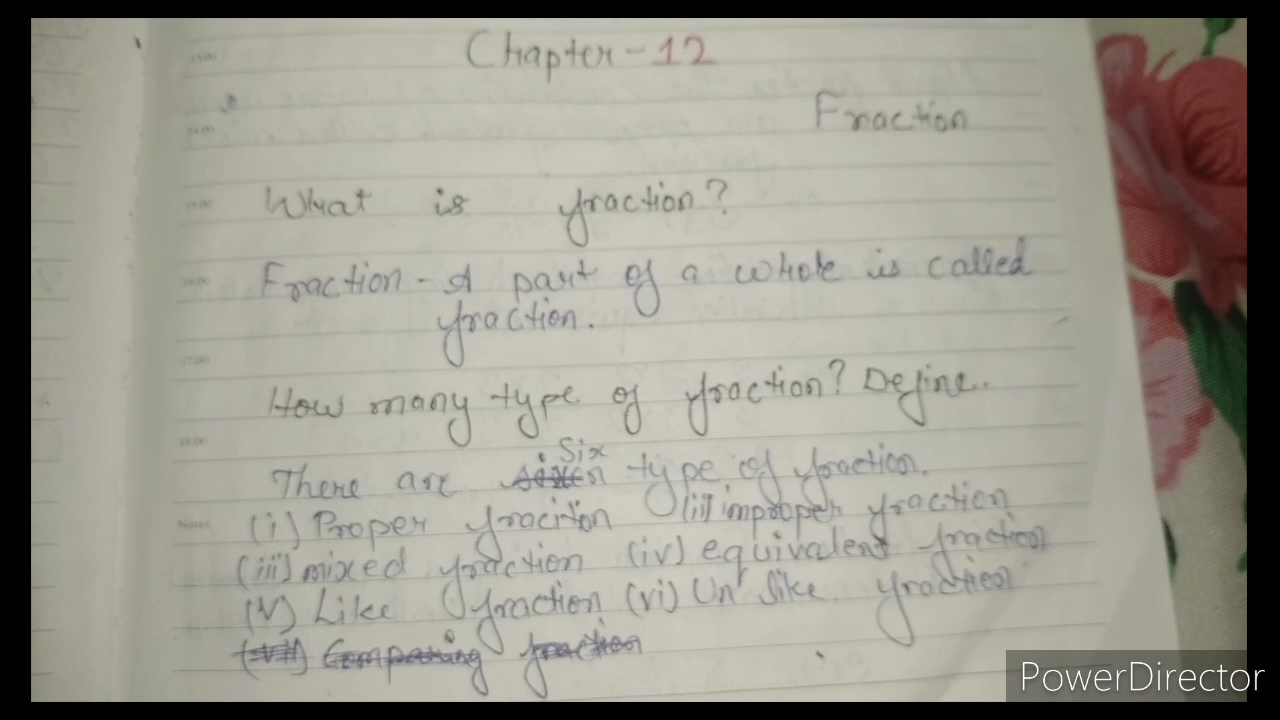 Chapter-12
Fraction
What is fraction?
Fraction - A part of a whole is called
fraction.
How many type of fraction? Define.
Six
There are type of fraction.
(i) Proper fraciton (ii) improper fraction
(iii) mixed fraction (iv) equivalent fraction
(v) Like fraction (vi) Un like fraction
(vii) Comparing fraction
PowerDirector